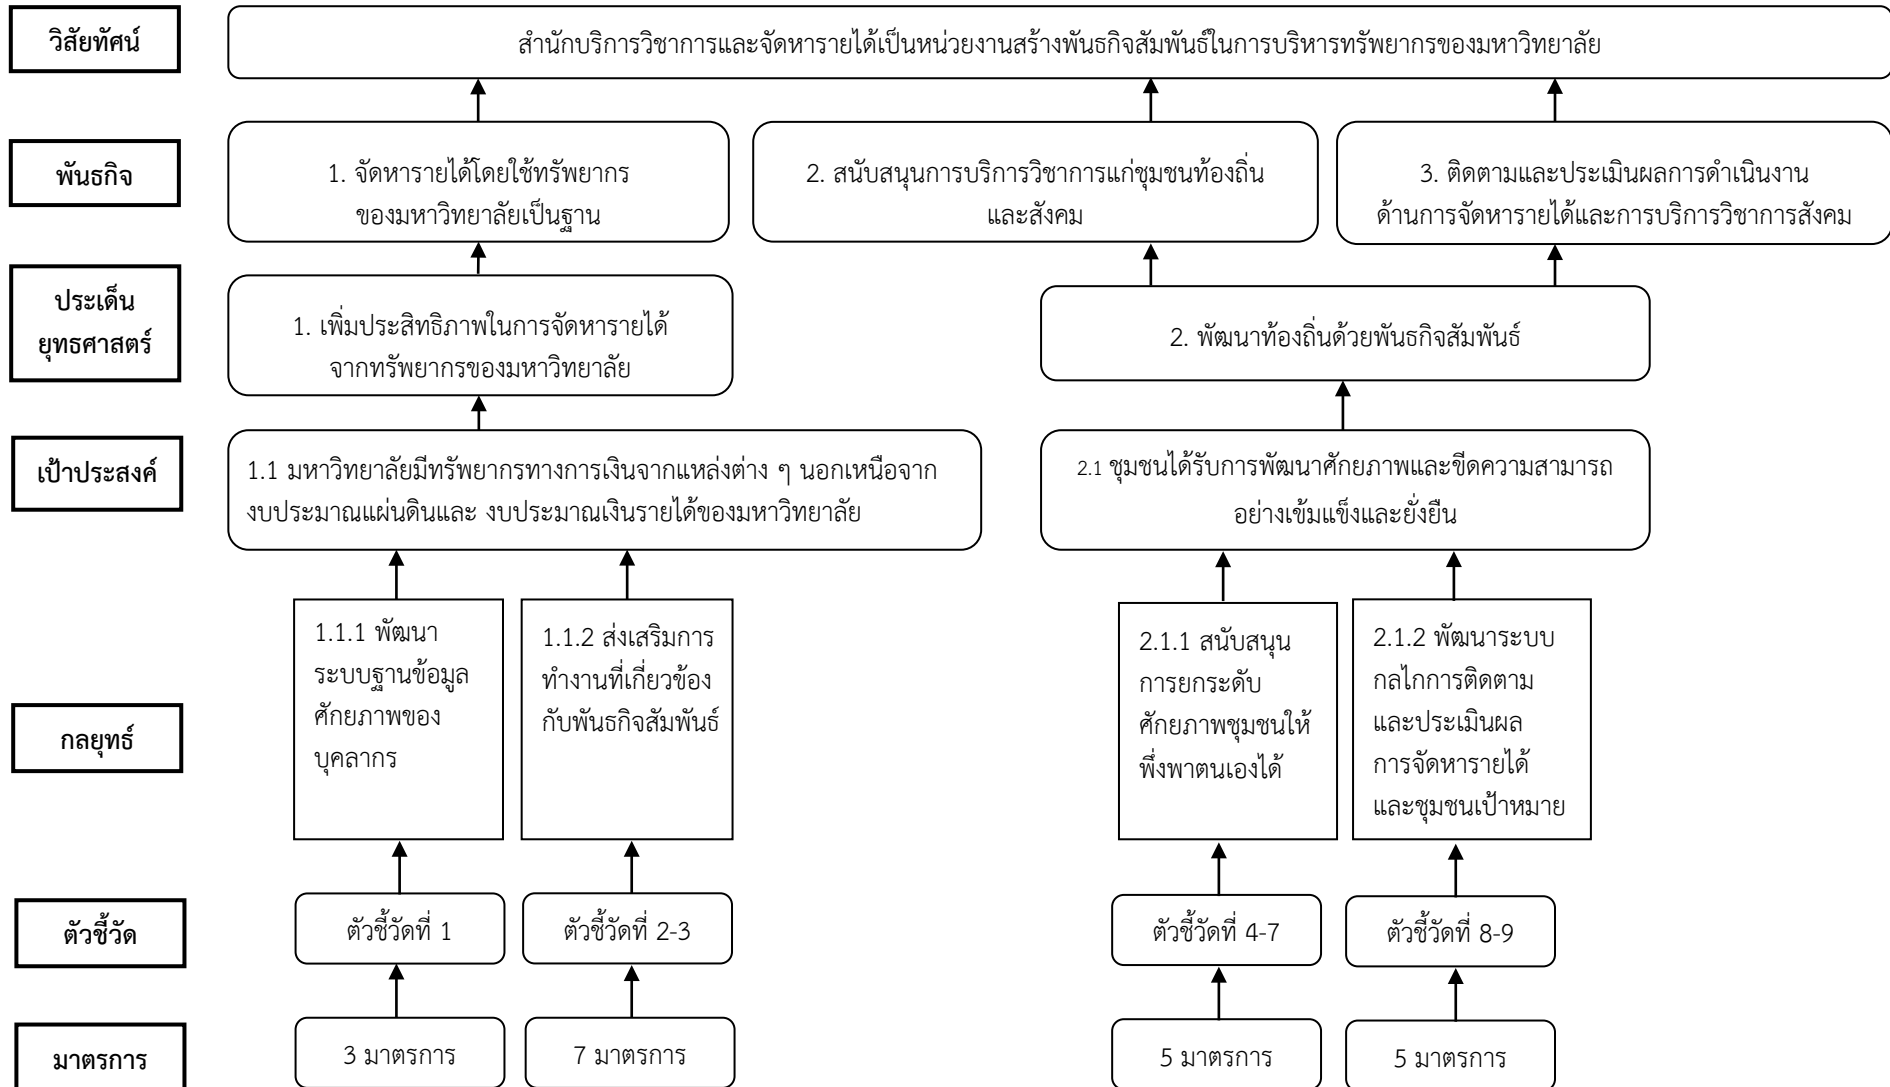 วิสัยทัศน์
สำนักบริการวิชาการและจัดหารายได้เป็นหน่วยงานสร้างพันธกิจสัมพันธ์ในการบริหารทรัพยากรของมหาวิทยาลัย
พันธกิจ
1. จัดหารายได้โดยใช้ทรัพยากร
ของมหาวิทยาลัยเป็นฐาน
2. สนับสนุนการบริการวิชาการแก่ชุมชนท้องถิ่น
และสังคม
3. ติดตามและประเมินผลการดำเนินงาน
ด้านการจัดหารายได้และการบริการวิชาการสังคม
ประเด็น
ยุทธศาสตร์
1. เพิ่มประสิทธิภาพในการจัดหารายได้
จากทรัพยากรของมหาวิทยาลัย
2. พัฒนาท้องถิ่นด้วยพันธกิจสัมพันธ์
เป้าประสงค์
1.1 มหาวิทยาลัยมีทรัพยากรทางการเงินจากแหล่งต่าง ๆ นอกเหนือจาก
งบประมาณแผ่นดินและ งบประมาณเงินรายได้ของมหาวิทยาลัย
2.1 ชุมชนได้รับการพัฒนาศักยภาพและขีดความสามารถ
อย่างเข้มแข็งและยั่งยืน
กลยุทธ์
1.1.1 พัฒนา
ระบบฐานข้อมูล
ศักยภาพของ
บุคลากร
1.1.2 ส่งเสริมการ
ทำงานที่เกี่ยวข้อง
กับพันธกิจสัมพันธ์
2.1.1 สนับสนุน
การยกระดับ
ศักยภาพชุมชนให้
พึ่งพาตนเองได้
2.1.2 พัฒนาระบบ
กลไกการติดตาม
และประเมินผล
การจัดหารายได้
และชุมชนเป้าหมาย
ตัวชี้วัด
ตัวชี้วัดที่ 1
ตัวชี้วัดที่ 2-3
ตัวชี้วัดที่ 4-7
ตัวชี้วัดที่ 8-9
มาตรการ
3 มาตรการ
7 มาตรการ
5 มาตรการ
5 มาตรการ